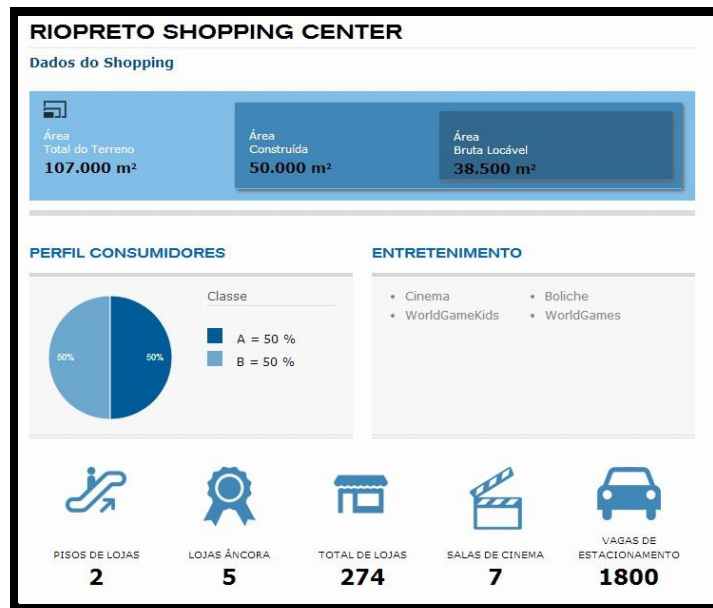 RIOPRETO SHOPPING CENTER
Dados do Shopping
Área
Total do Terreno
107.000 m²
Área
Construída
50.000 m²
Área
Bruta Locável
38.500 m²
PERFIL CONSUMIDORES
50%
50%
Classe
A = 50 %
B = 50 %
ENTRETENIMENTO
• Cinema
• WorldGameKids
• Boliche
• WorldGames
PISOS DE LOJAS
2
LOJAS ÂNCORA
5
TOTAL DE LOJAS
274
SALAS DE CINEMA
7
VAGAS DE
ESTACIONAMENTO
1800